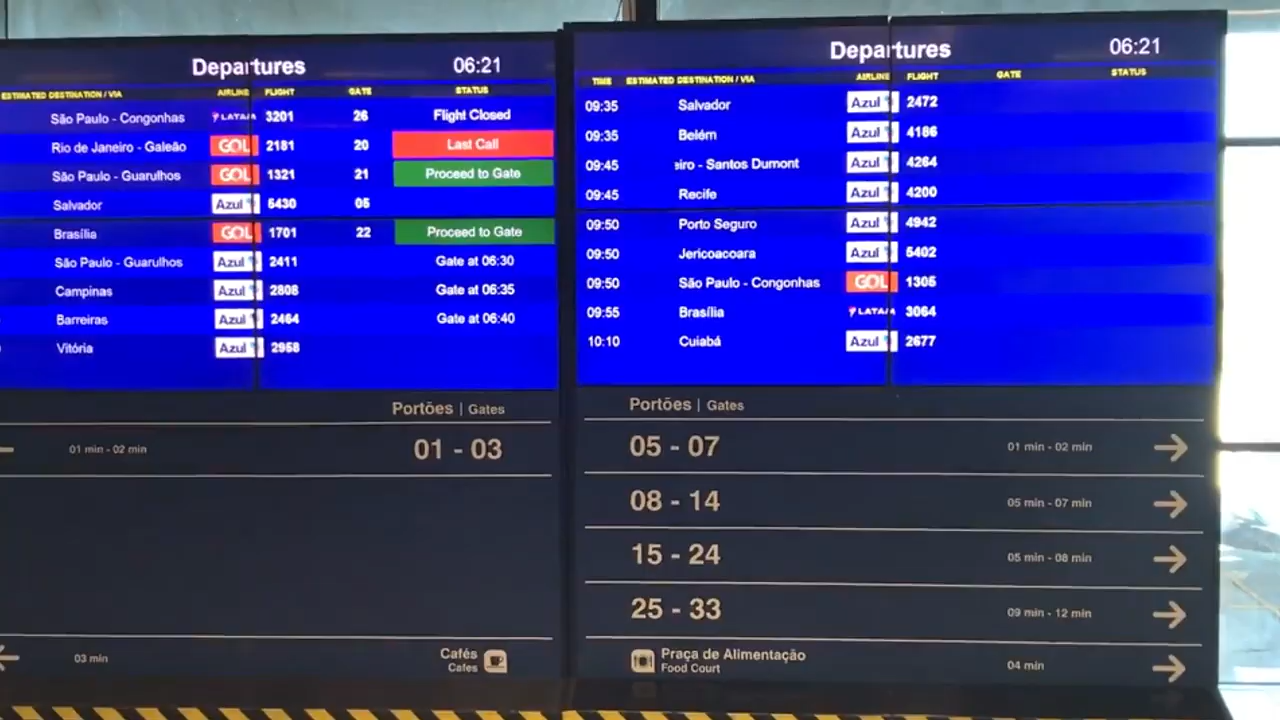 Departures 06:21
ESTIMATED DESTINATION / VIA AIRLINE FLIGHT GATE STATUS
São Paulo - Congonhas LATAM 3201 26 Flight Closed
Rio de Janeiro - Galeão GOL 2181 20 Last Call
São Paulo - Guarulhos GOL 1321 21 Proceed to Gate
Salvador Azul 5430 05
Brasília GOL 1701 22 Proceed to Gate
São Paulo - Guarulhos Azul 2411 Gate at 06:30
Campinas Azul 2808 Gate at 06:35
Barreiras Azul 2464 Gate at 06:40
Vitória Azul 2958
Portões | Gates
01 min - 02 min 01 - 03
03 min Cafés
Cafes
Departures 06:21
TIME ESTIMATED DESTINATION / VIA AIRLINE FLIGHT GATE STATUS
09:35 Salvador Azul 2472
09:35 Belém Azul 4186
09:45 eiro - Santos Dumont Azul 4264
09:45 Recife Azul 4200
09:50 Porto Seguro Azul 4942
09:50 Jericoacoara Azul 5402
09:50 São Paulo - Congonhas GOL 1305
09:55 Brasília LATAM 3064
10:10 Cuiabá Azul 2677
Portões | Gates
05 - 07 01 min - 02 min
08 - 14 05 min - 07 min
15 - 24 05 min - 08 min
25 - 33 09 min - 12 min
Praça de Alimentação
Food Court 04 min